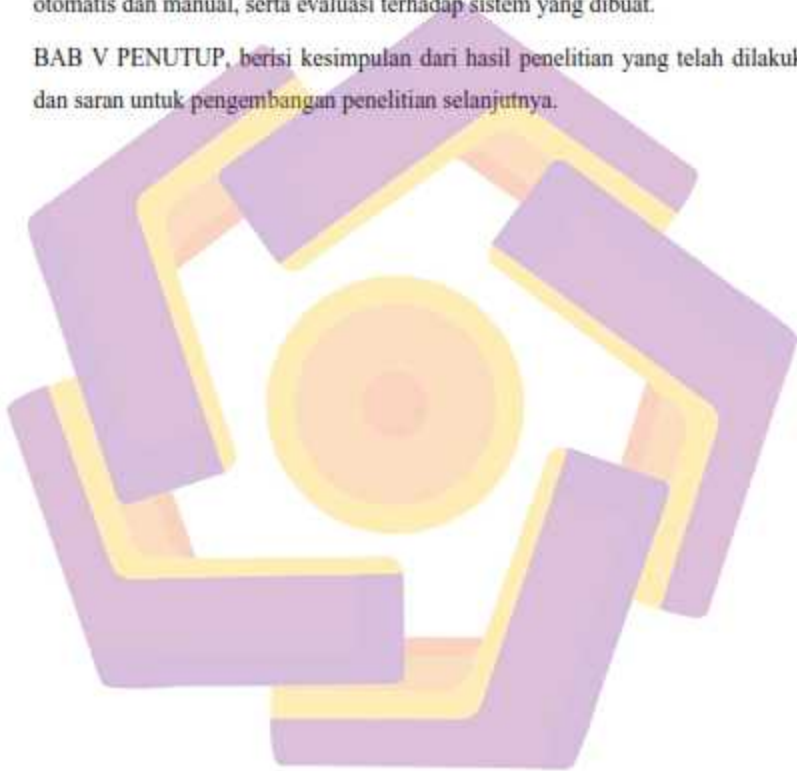 otomatis dan manual, serta evaluasi terhadap sistem yang dibuat.
BAB V PENUTUP, berisi kesimpulan dari hasil penelitian yang telah dilakuk
dan saran untuk pengembangan penelitian selanjutnya.